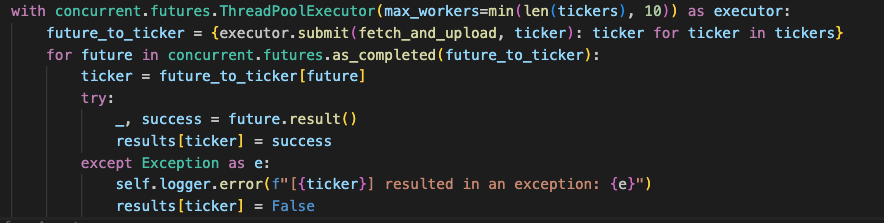 with concurrent.futures.ThreadPoolExecutor(max_workers=min(len(tickers), 10)) as executor:
    future_to_ticker = {executor.submit(fetch_and_upload, ticker): ticker for ticker in tickers}
    for future in concurrent.futures.as_completed(future_to_ticker):
        ticker = future_to_ticker[future]
        try:
            _, success = future.result()
            results[ticker] = success
        except Exception as e:
            self.logger.error(f"[{ticker}] resulted in an exception: {e}")
            results[ticker] = False